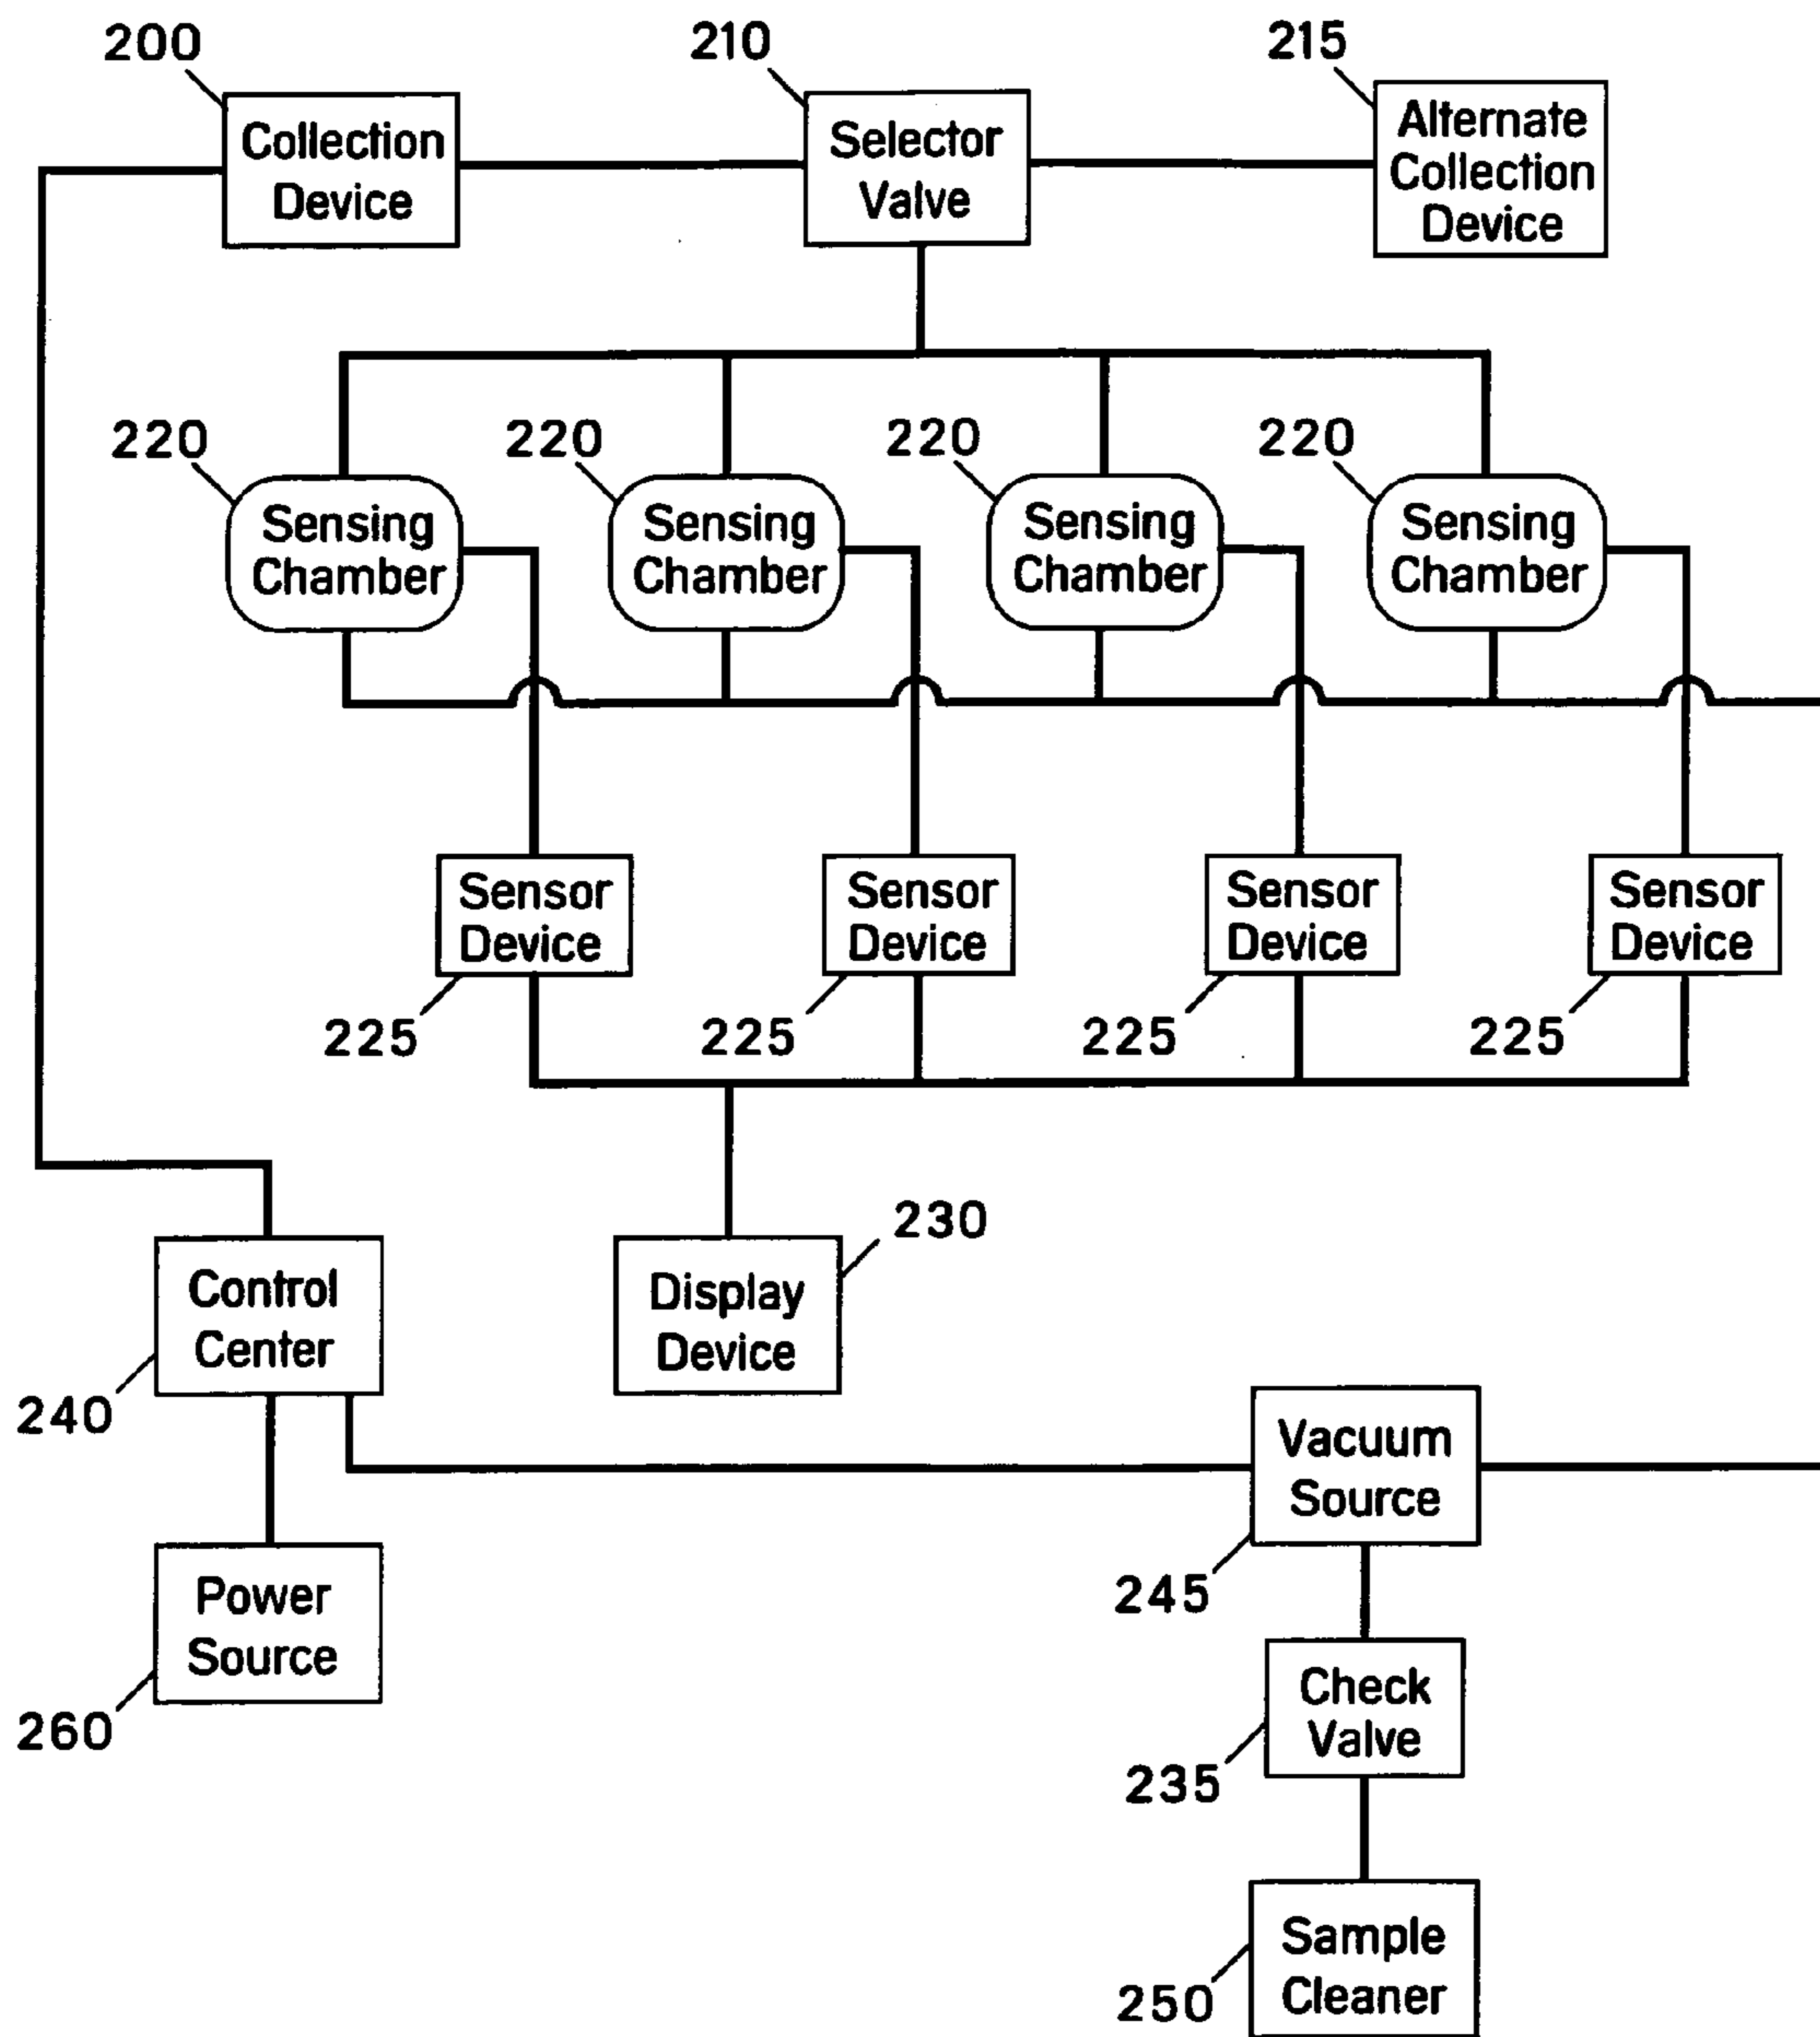 200
210
215
Collection
Device
Selector
Valve
Alternate
Collection
Device
220
220
220
220
Sensing
Chamber
Sensing
Chamber
Sensing
Chamber
Sensing
Chamber
Sensor
Device
Sensor
Device
Sensor
Device
Sensor
Device
225
225
225
225
230
Control
Center
Display
Device
240
Vacuum
Source
245
Power
Source
260
Check
Valve
235
Sample
Cleaner
250